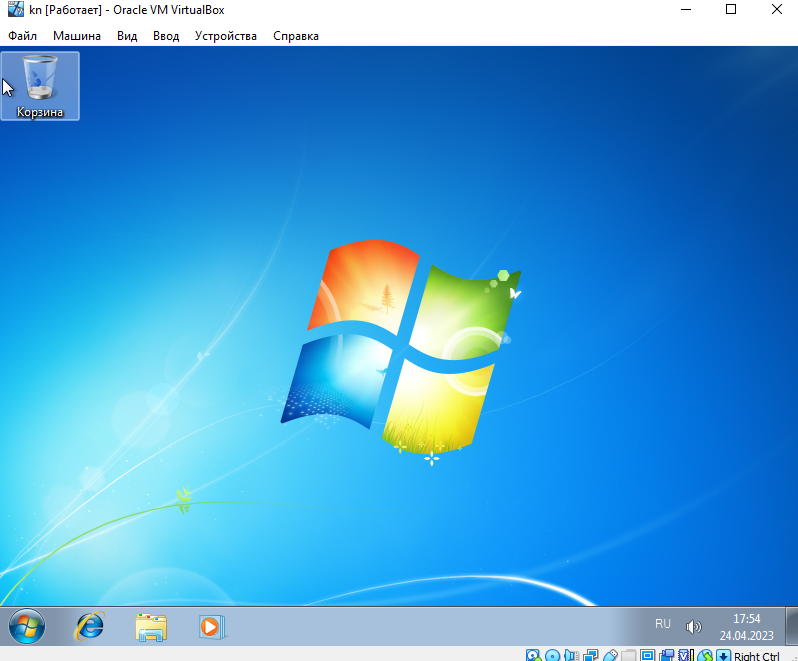 kn [Работает] - Oracle VM VirtualBox
Файл Машина Вид Ввод Устройства Справка
Корзина
RU
17:54
24.04.2023
Right Ctrl